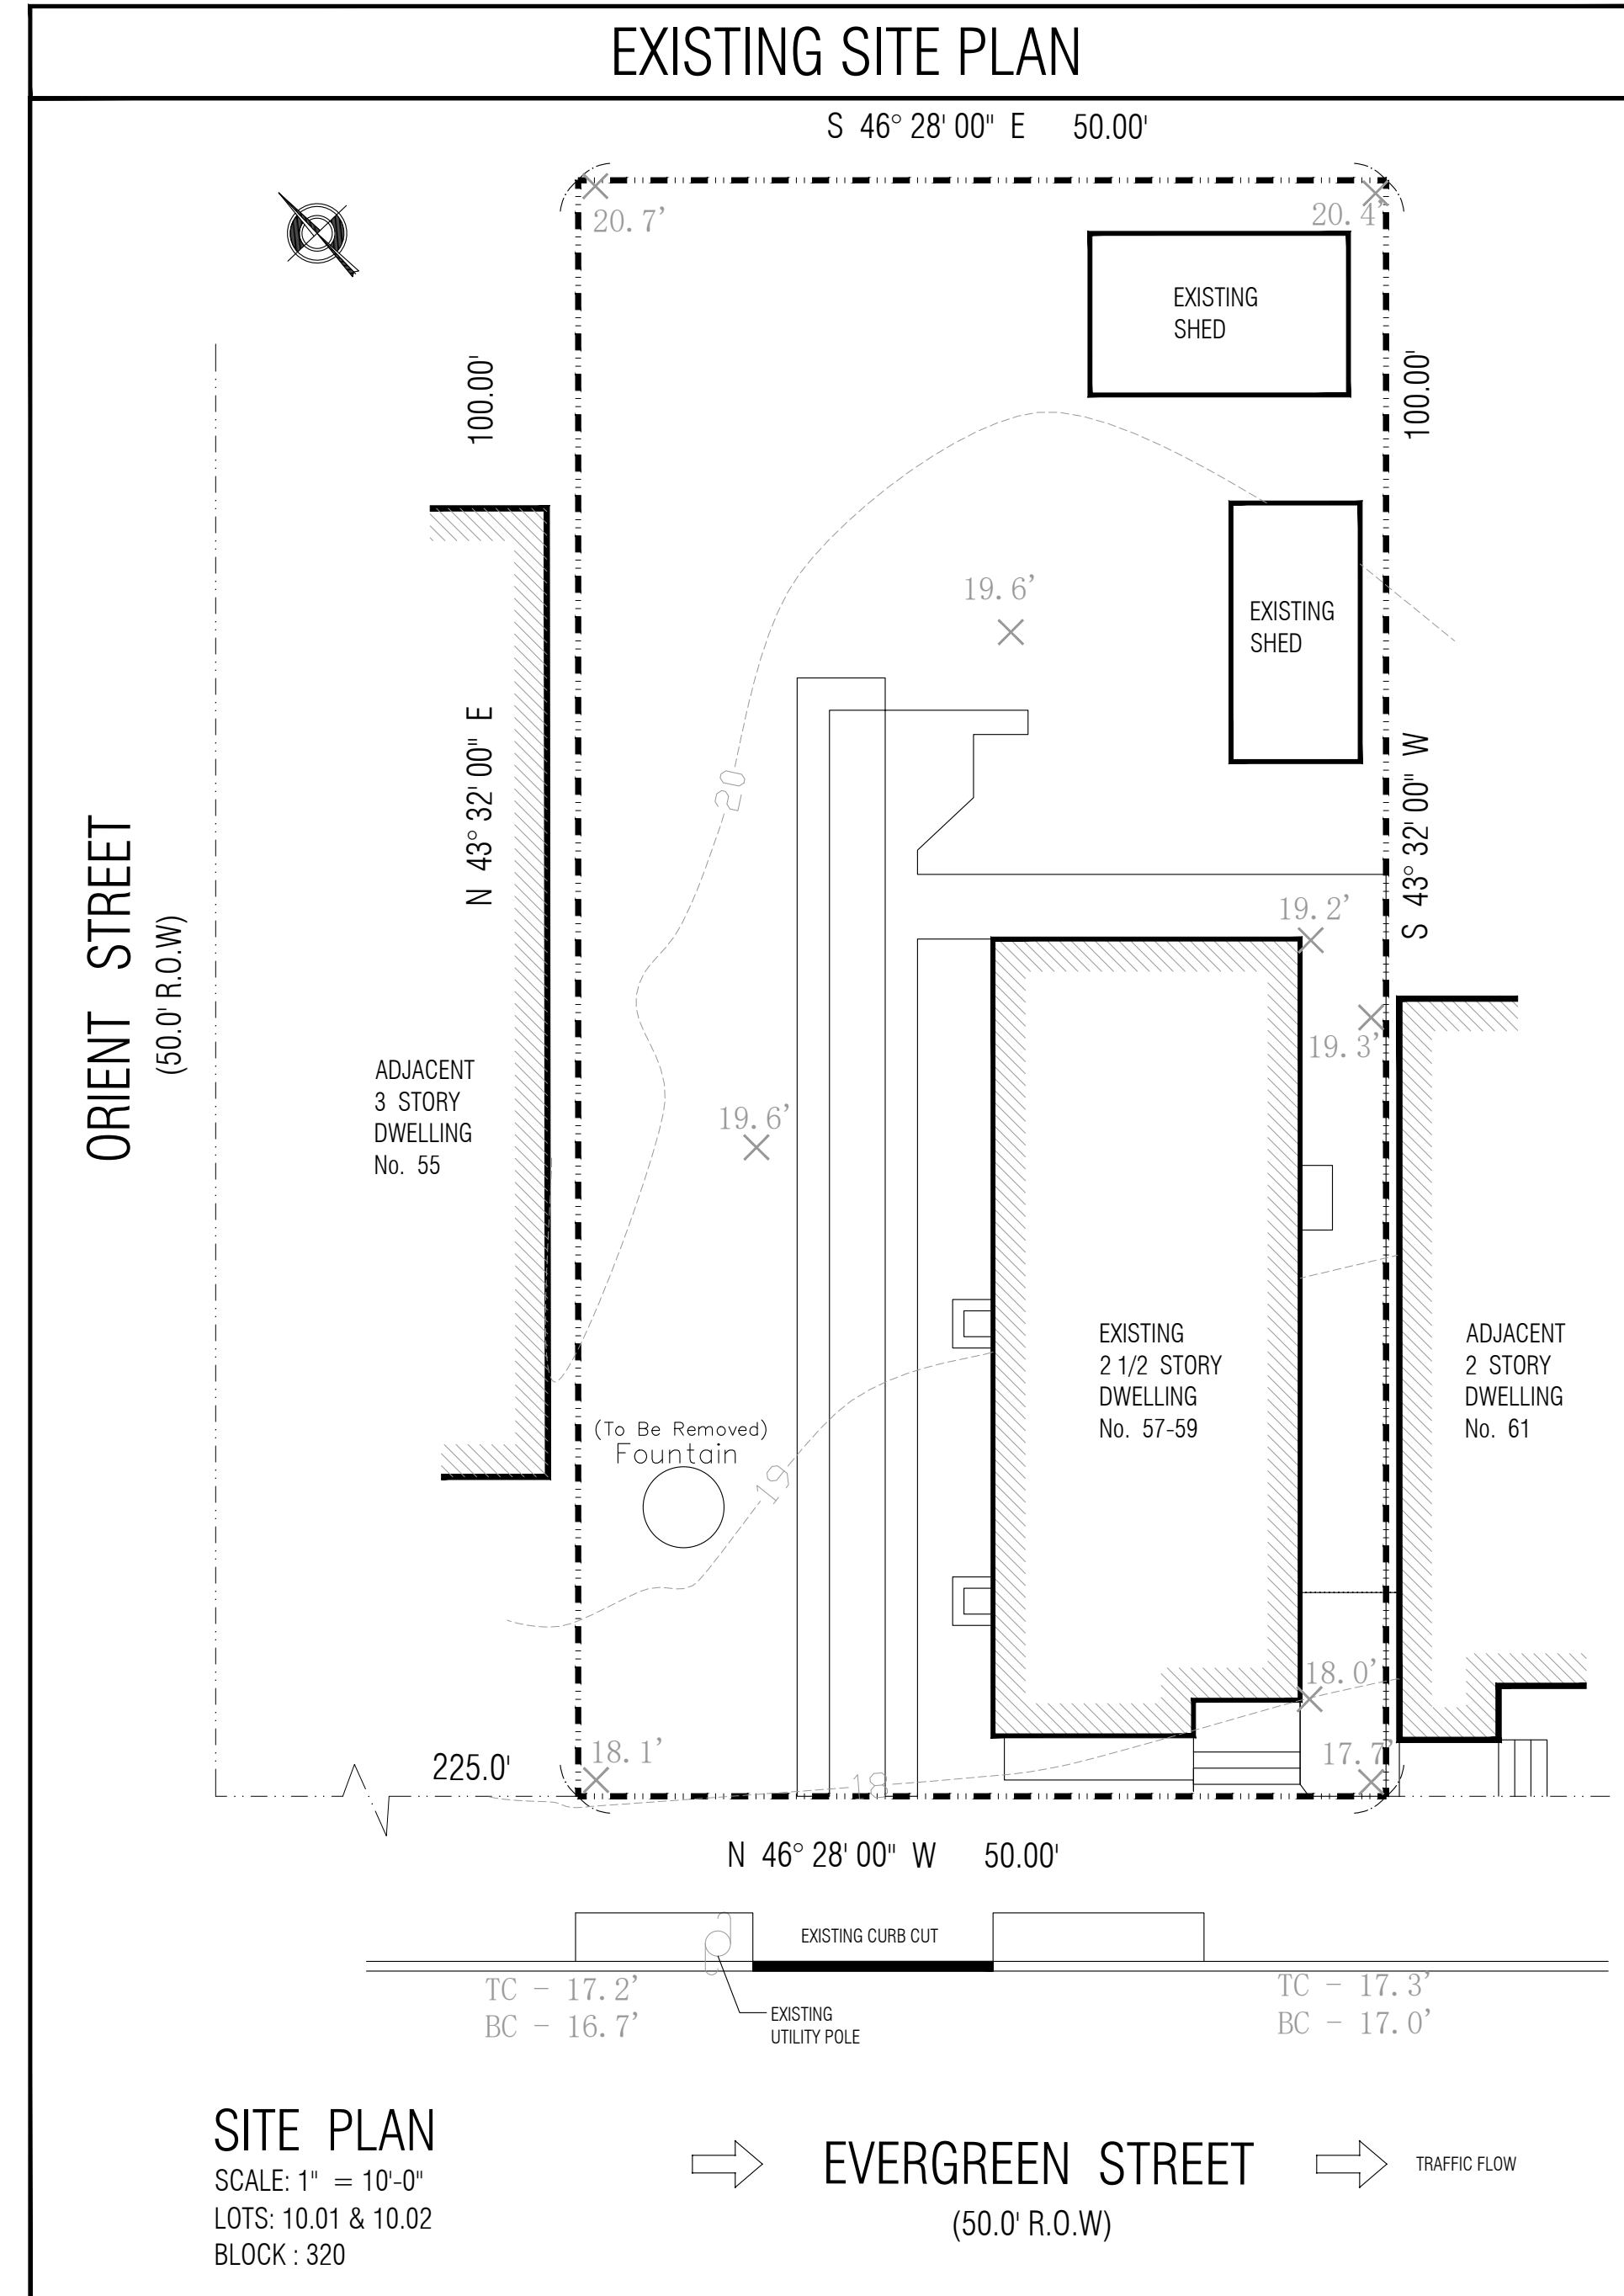 EXISTING SITE PLAN
S 46° 28' 00" E 50.00'
20.7'
20.4'
EXISTING
SHED
100.00'
100.00'
19.6'
EXISTING
SHED
N 43° 32' 00" E
S 43° 32' 00" W
20
ORIENT STREET
(50.0' R.O.W)
19.2'
19.3'
ADJACENT
3 STORY
DWELLING
No. 55
19.6'
EXISTING
2 1/2 STORY
DWELLING
No. 57-59
ADJACENT
2 STORY
DWELLING
No. 61
(To Be Removed)
Fountain
19
18.0'
225.0'
18.1'
17.7'
18
N 46° 28' 00" W 50.00'
EXISTING CURB CUT
TC - 17.2'
BC - 16.7'
TC - 17.3'
BC - 17.0'
EXISTING
UTILITY POLE
SITE PLAN
SCALE: 1" = 10'-0"
LOTS: 10.01 & 10.02
BLOCK : 320
EVERGREEN STREET
(50.0' R.O.W)
TRAFFIC FLOW